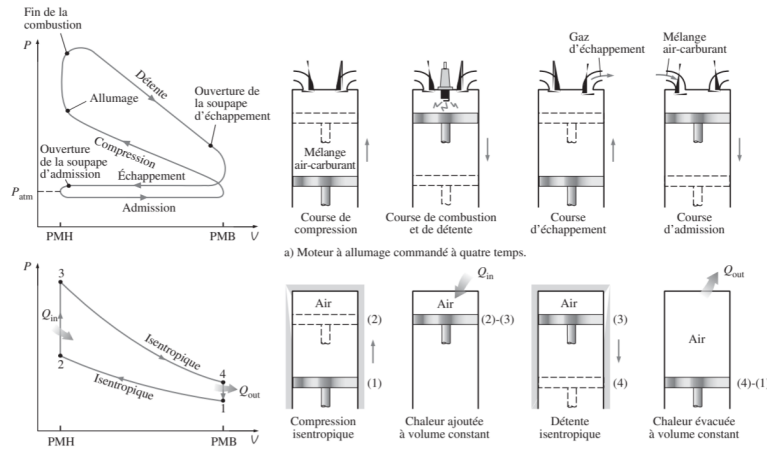 Fin de la
combustion
P
Détente
Allumage
Ouverture de
la soupape
d'échappement
Compression
Ouverture
de la soupape
d'admission
Échappement
P atm
Admission
PMH
PMB
V
Gaz
d'échappement
Mélange
air-carburant
Mélange
air-carburant
Course de
compression
Course de combustion
et de détente
Course
d'échappement
Course
d'admission
a) Moteur à allumage commandé à quatre temps.
P
3
Qin
Isentropique
2
Isentropique
4
Qout
1
PMH
PMB
V
Air
(2)
(1)
Compression
isentropique
Qin
Air
(2)-(3)
Chaleur ajoutée
à volume constant
Air
(3)
(4)
Détente
isentropique
Qout
Air
(4)-(1
Chaleur évacuée
à volume constant